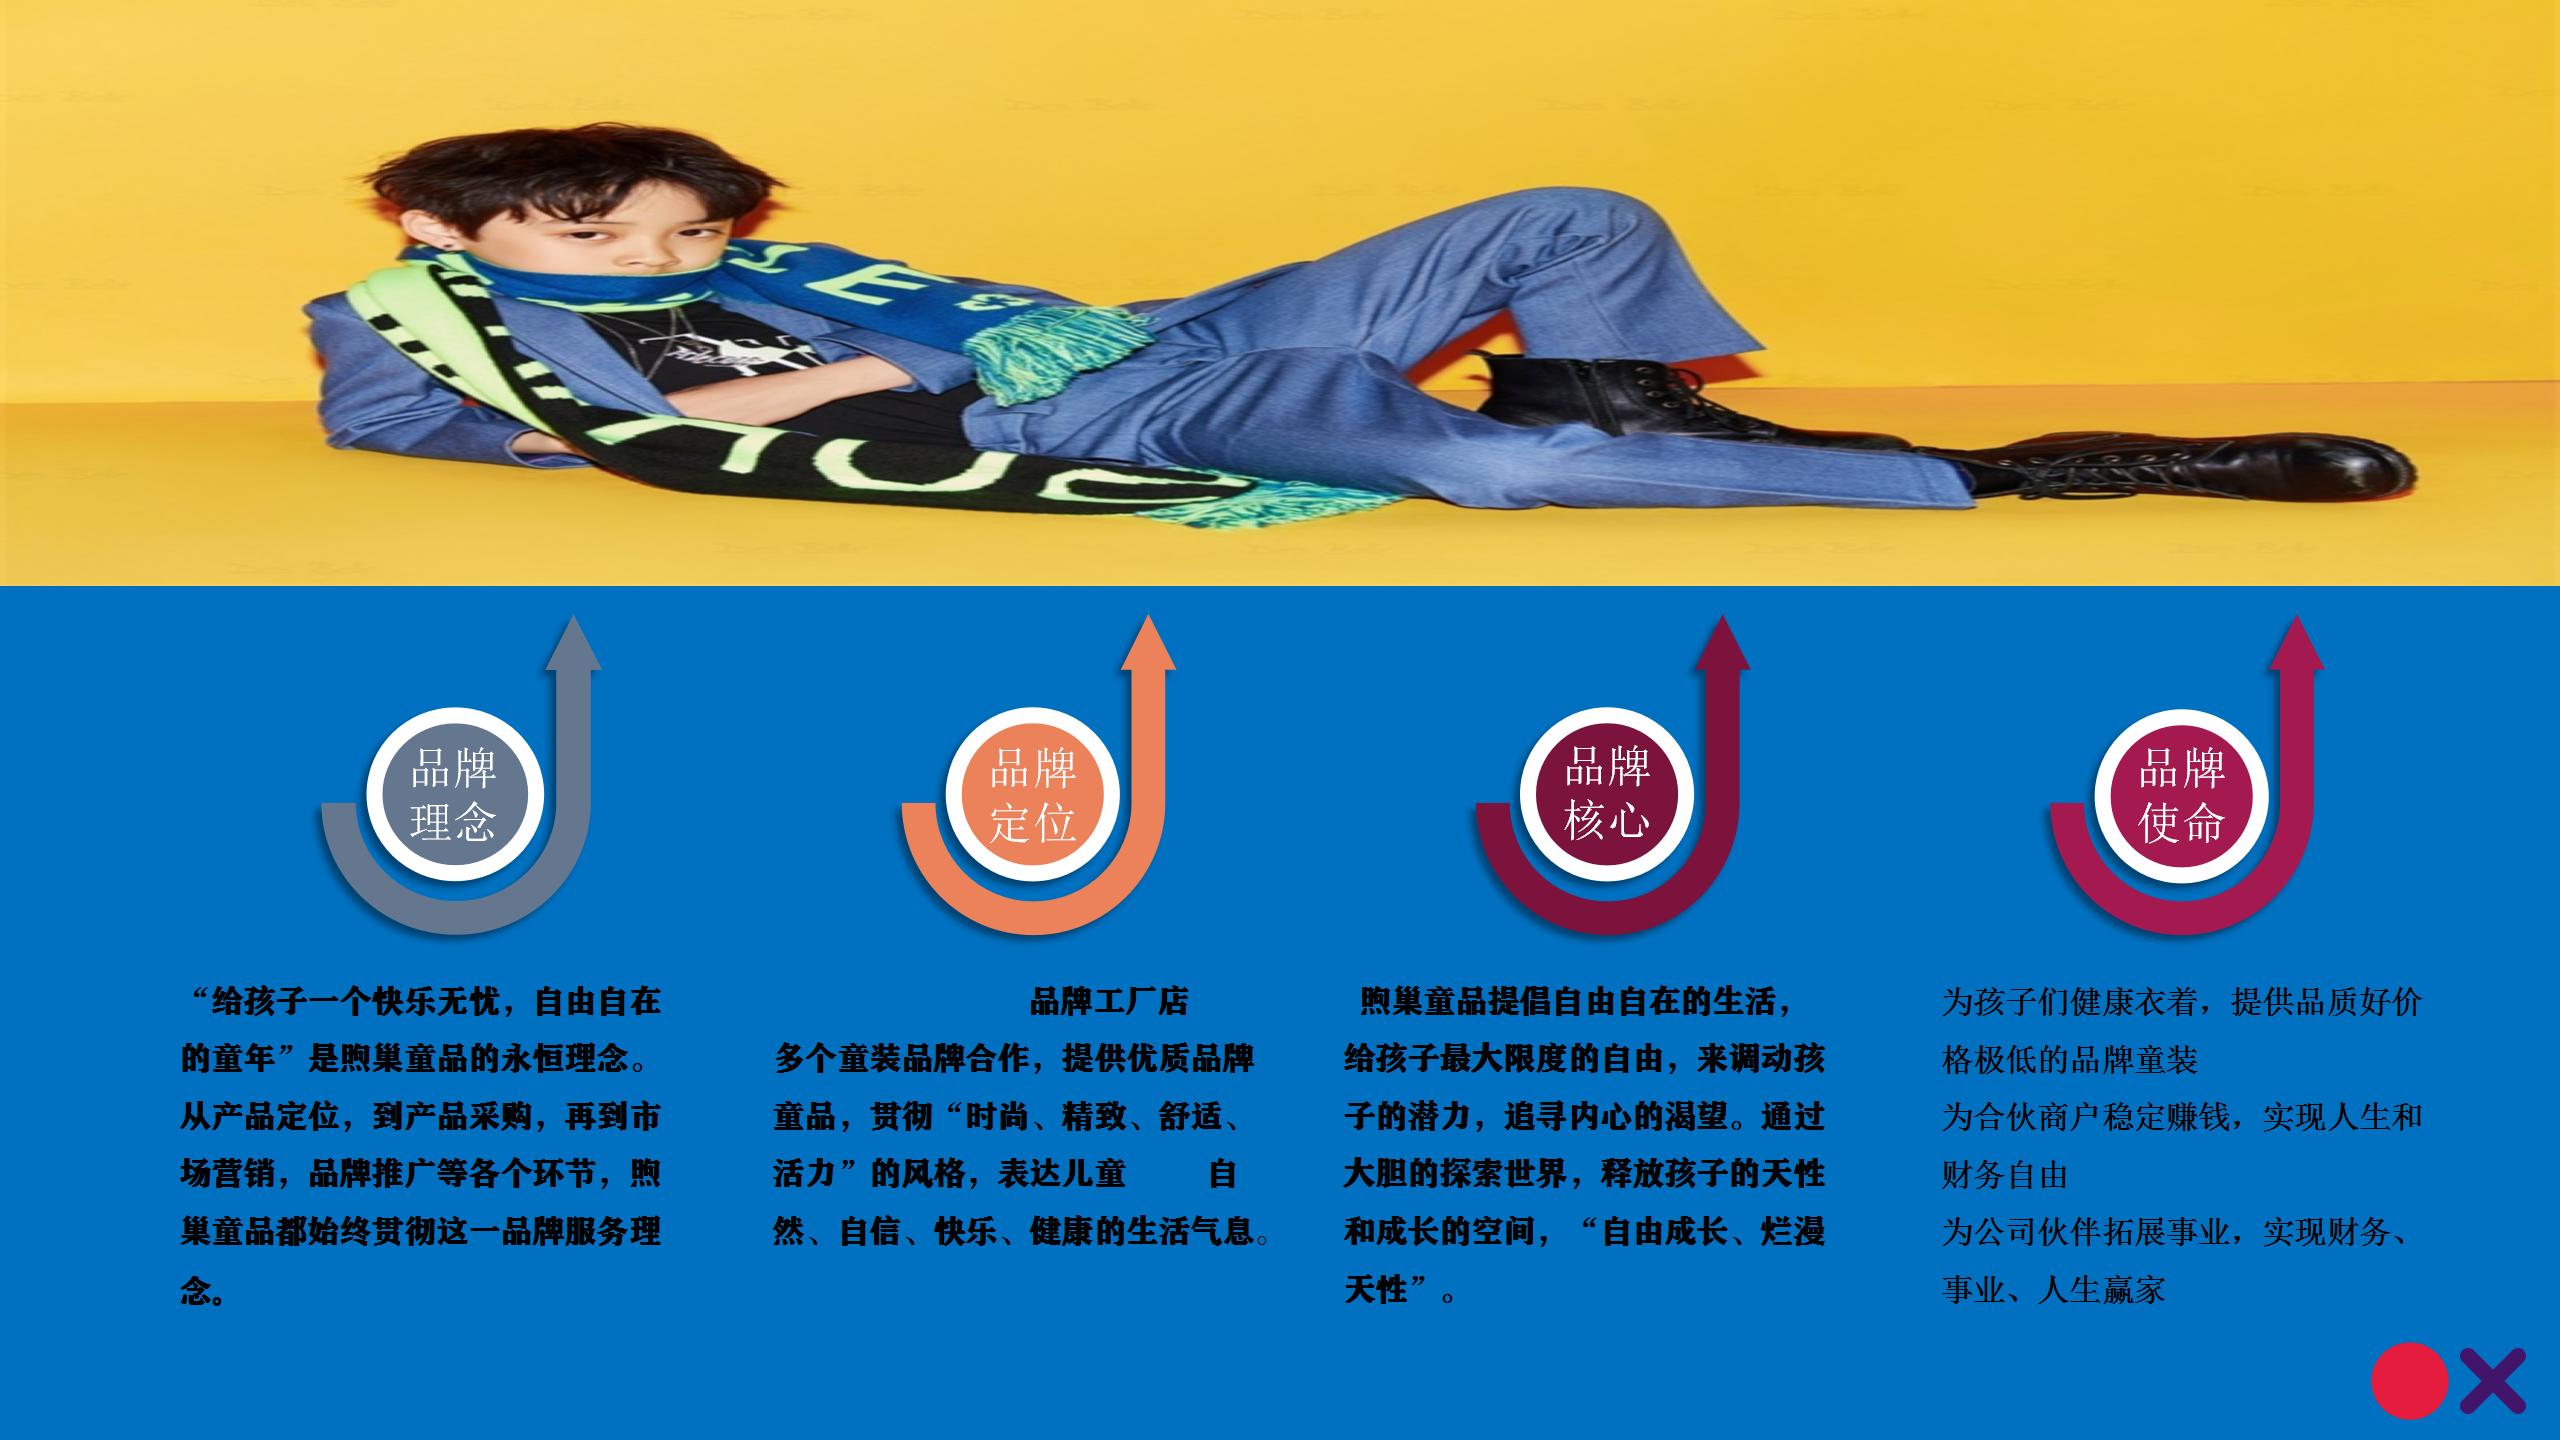 品牌
理念
品牌
定位
品牌
核心
品牌
使命
“给孩子一个快乐无忧，自由自在
的童年”是煦巢童品的永恒理念。
从产品定位，到产品采购，再到市
场营销，品牌推广等各个环节，煦
巢童品都始终贯彻这一品牌服务理
念。
品牌工厂店
多个童装品牌合作，提供优质品牌
童品，贯彻“时尚、精致、舒适、
活力”的风格，表达儿童 自
然、自信、快乐、健康的生活气息。
煦巢童品提倡自由自在的生活，
给孩子最大限度的自由，来调动孩
子的潜力，追寻内心的渴望。通过
大胆的探索世界，释放孩子的天性
和成长的空间，“自由成长、烂漫
天性”。
为孩子们健康衣着，提供品质好价
格极低的品牌童装
为合伙商户稳定赚钱，实现人生和
财务自由
为公司伙伴拓展事业，实现财务、
事业、人生赢家